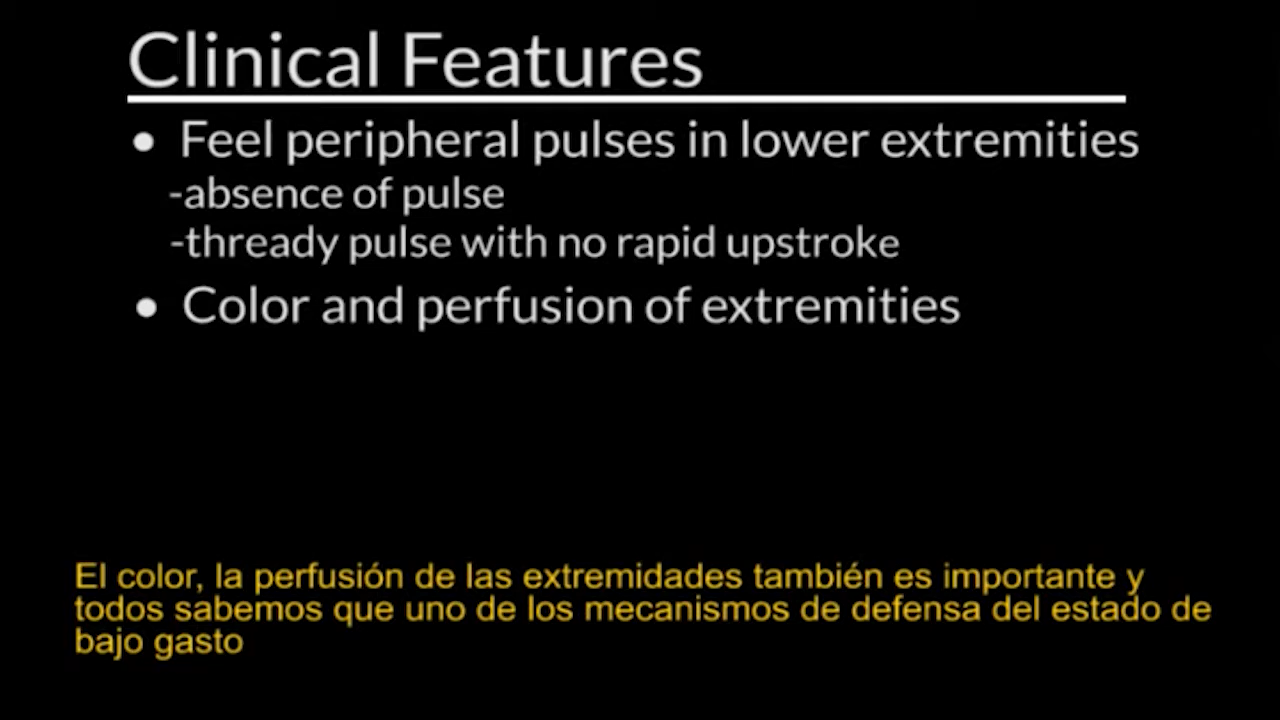 Clinical Features
• Feel peripheral pulses in lower extremities
-absence of pulse
-thready pulse with no rapid upstroke
• Color and perfusion of extremities
El color, la perfusión de las extremidades también es importante y
todos sabemos que uno de los mecanismos de defensa del estado de
bajo gasto